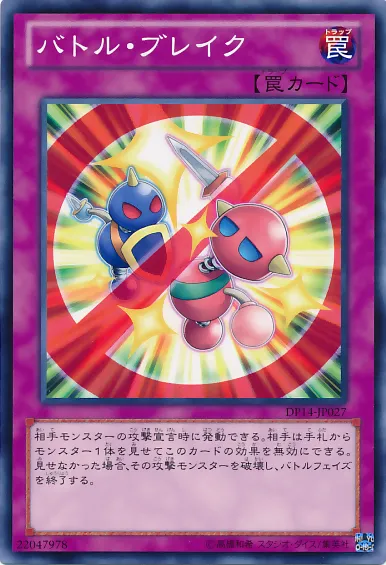 バトル・ブレイク
トラップ
罠
【罠カード】
DP14-JP027
相手モンスターの攻撃宣言時に発動できる。相手は手札から
モンスター1体を見せてこのカードの効果を無効にできる。
見せなかった場合、その攻撃モンスターを破壊し、バトルフェイズ
を終了する。
22047978
©高橋和希 スタジオ・ダイス/集英社